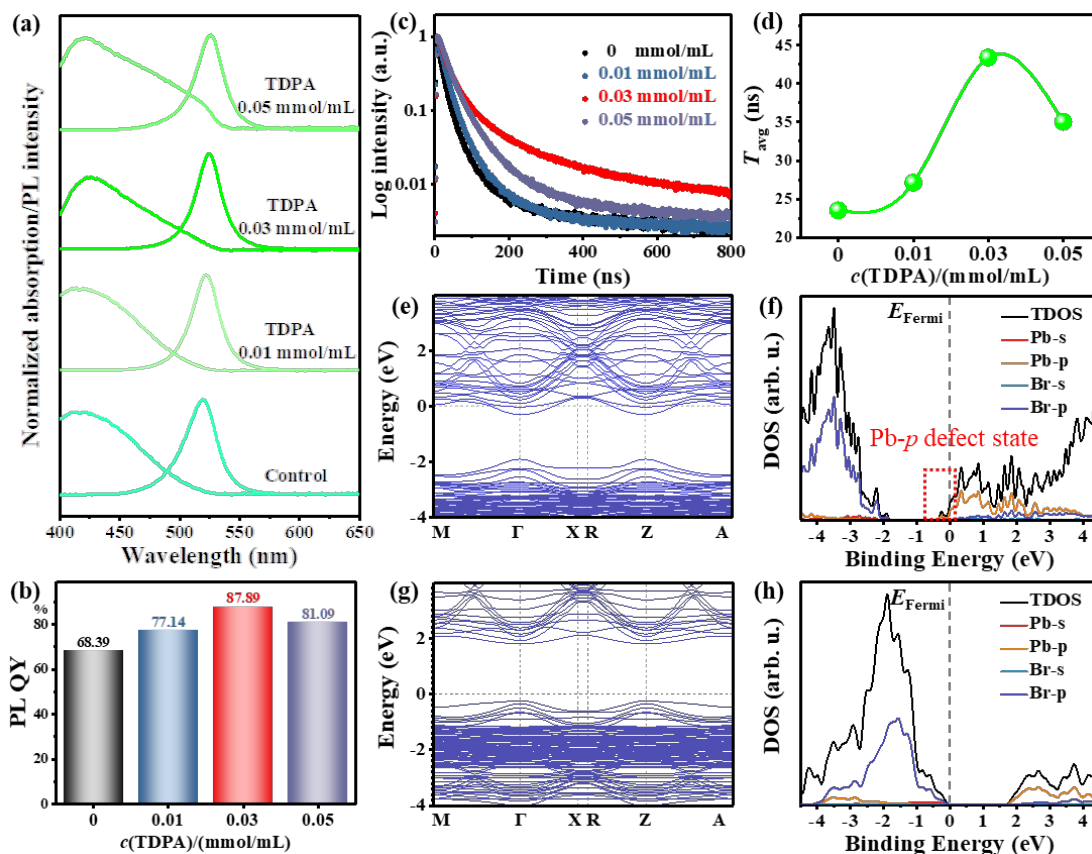 (a)
Normalized absorption/PL intensity
TDPA
0.05 mmol/mL
TDPA
0.03 mmol/mL
TDPA
0.01 mmol/mL
Control
400 450 500 550 600 650
Wavelength (nm)
(b)
%
PL QY
80
60
40
20
0
68.39
77.14
87.89
81.09
0 0.01 0.03 0.05
c(TDPA)/(mmol/mL)
(c)
Log intensity (a.u.)
1
0.1
0.01
0 mmol/mL
0.01 mmol/mL
0.03 mmol/mL
0.05 mmol/mL
0 200 400 600 800
Time (ns)
(d)
Tavg (ns)
45
40
35
30
25
0 0.01 0.03 0.05
c(TDPA)/(mmol/mL)
(e)
Energy (eV)
2
0
-2
-4
M Γ X R Z A
(f)
DOS (arb. u.)
EFermi
TDOS
Pb-s
Pb-p
Br-s
Br-p
Pb-p defect state
-4 -3 -2 -1 0 1 2 3 4
Binding Energy (eV)
(g)
Energy (eV)
2
0
-2
-4
M Γ X R Z A
(h)
DOS (arb. u.)
EFermi
TDOS
Pb-s
Pb-p
Br-s
Br-p
-4 -3 -2 -1 0 1 2 3 4
Binding Energy (eV)